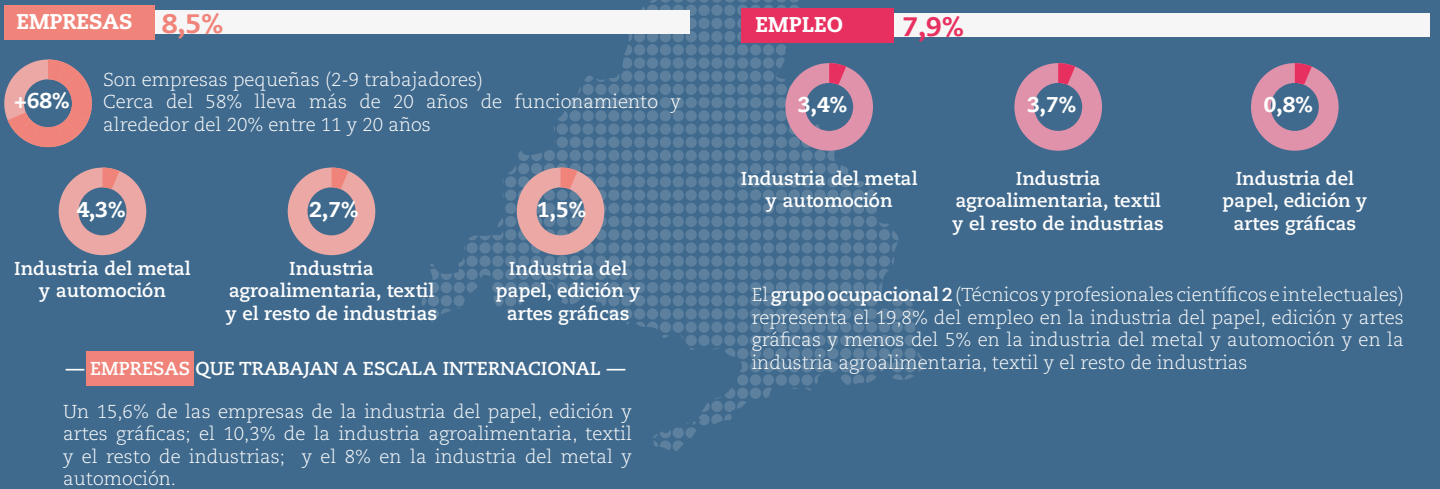 EMPRESAS 8,5%
+68%
Son empresas pequeñas (2-9 trabajadores)
Cerca del 58% lleva más de 20 años de funcionamiento y
alrededor del 20% entre 11 y 20 años
4,3%
Industria del metal
y automoción
2,7%
Industria
agroalimentaria, textil
y el resto de industrias
1,5%
Industria del
papel, edición y
artes gráficas
— EMPRESAS QUE TRABAJAN A ESCALA INTERNACIONAL —
Un 15,6% de las empresas de la industria del papel, edición y
artes gráficas; el 10,3% de la industria agroalimentaria, textil
y el resto de industrias; y el 8% en la industria del metal y
automoción.
EMPLEO 7,9%
3,4%
Industria del metal
y automoción
3,7%
Industria
agroalimentaria, textil
y el resto de industrias
0,8%
Industria del
papel, edición y
artes gráficas
El grupo ocupacional 2 (Técnicos y profesionales científicos e intelectuales)
representa el 19,8% del empleo en la industria del papel, edición y artes
gráficas y menos del 5% en la industria del metal y automoción y en la
industria agroalimentaria, textil y el resto de industrias